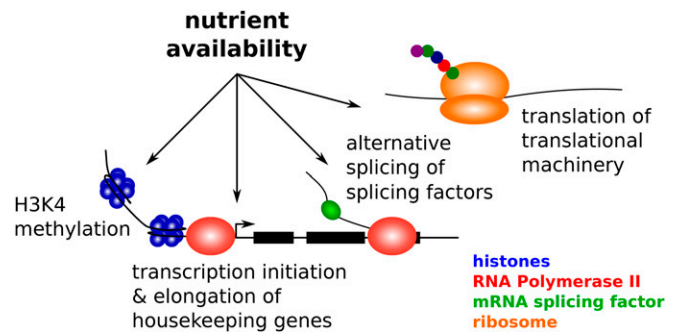 nutrient
availability
translation of
translational
machinery
alternative
splicing of
splicing factors
H3K4
methylation
transcription initiation
& elongation of
housekeeping genes
histones
RNA Polymerase II
mRNA splicing factor
ribosome